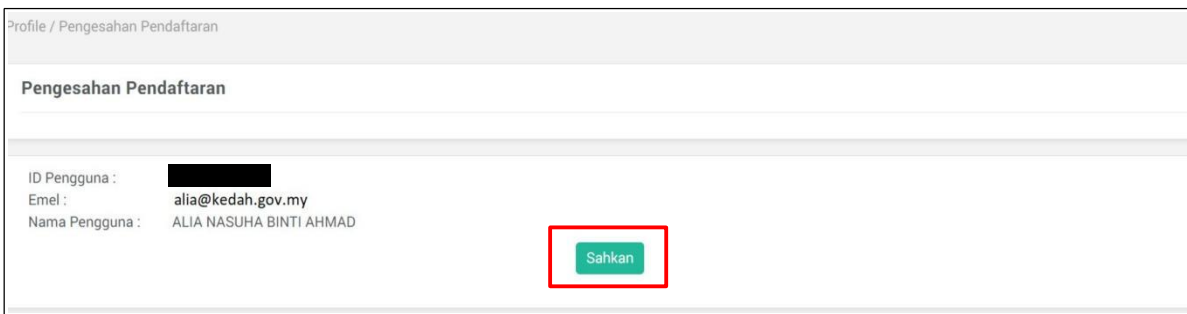 Profile / Pengesahan Pendaftaran
Pengesahan Pendaftaran
ID Pengguna :
Emel : alia@kedah.gov.my
Nama Pengguna : ALIA NASUHA BINTI AHMAD
Sahkan